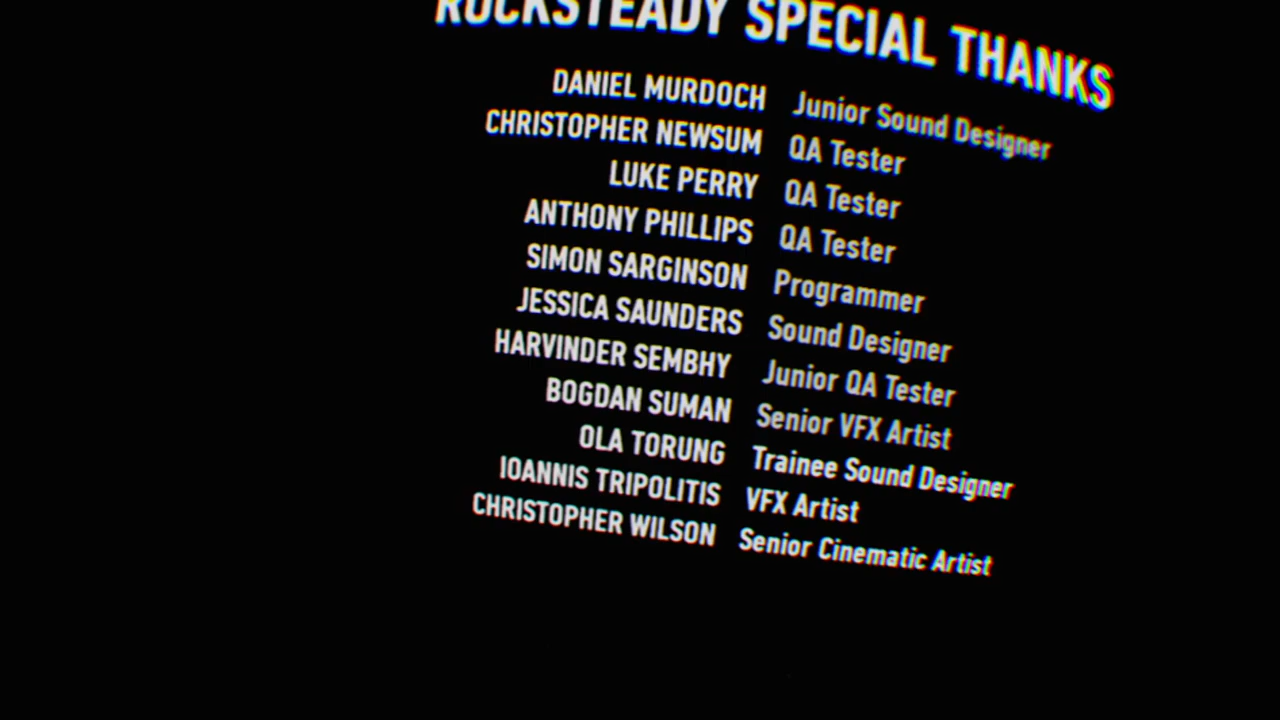 ROCKSTEADY SPECIAL THANKS
DANIEL MURDOCH Junior Sound Designer
CHRISTOPHER NEWSUM QA Tester
LUKE PERRY QA Tester
ANTHONY PHILLIPS QA Tester
SIMON SARGINSON Programmer
JESSICA SAUNDERS Sound Designer
HARVINDER SEMBHY Junior QA Tester
BOGDAN SUMAN Senior VFX Artist
OLA TORUNG Trainee Sound Designer
IOANNIS TRIPOLITIS VFX Artist
CHRISTOPHER WILSON Senior Cinematic Artist